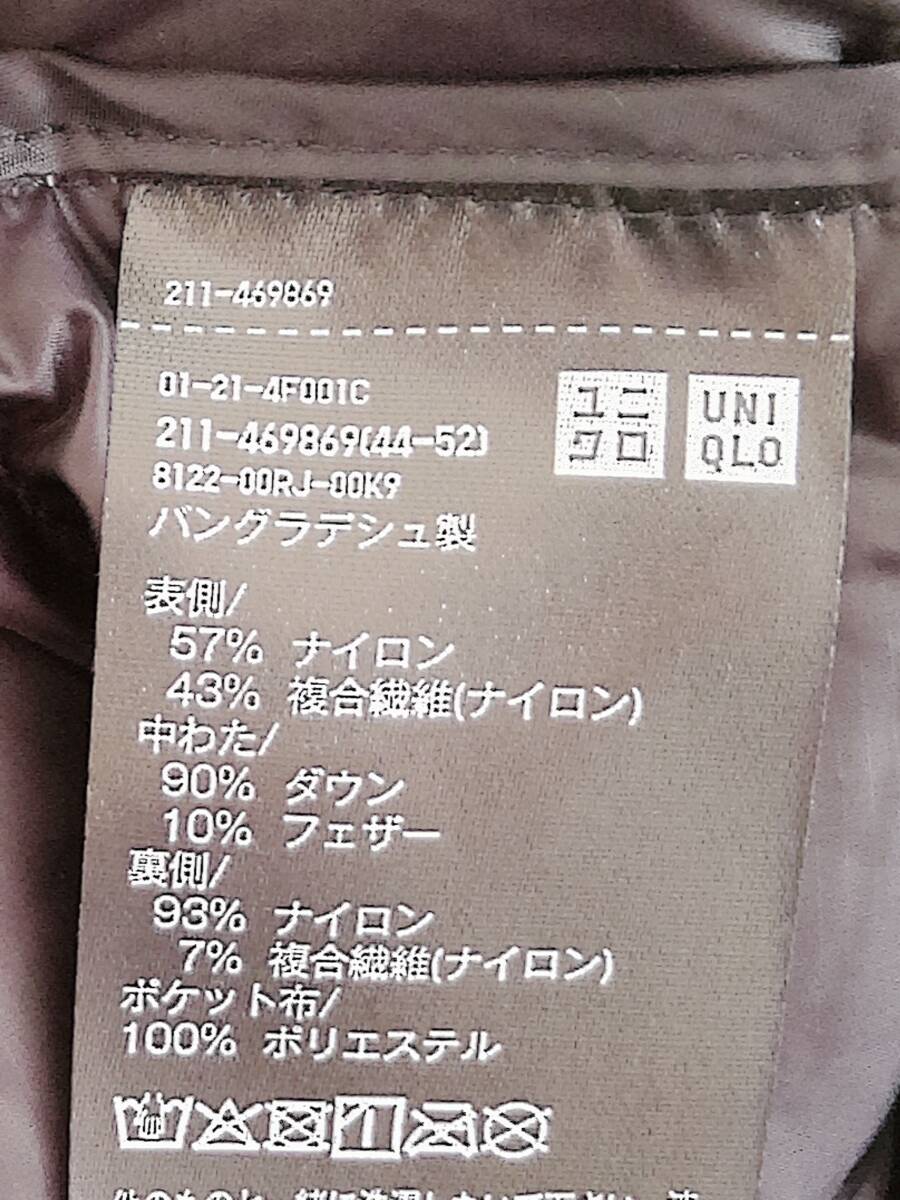 211-469869
01-21-4F001C
211-469869(44-52)
8122-00RJ-00K9
バングラデシュ製
ユニ
クロ
UNI
QLO
表側/
57% ナイロン
43% 複合繊維(ナイロン)
中わた/
90% ダウン
10% フェザー
裏側/
93% ナイロン
7% 複合繊維(ナイロン)
ポケット布/
100% ポリエステル